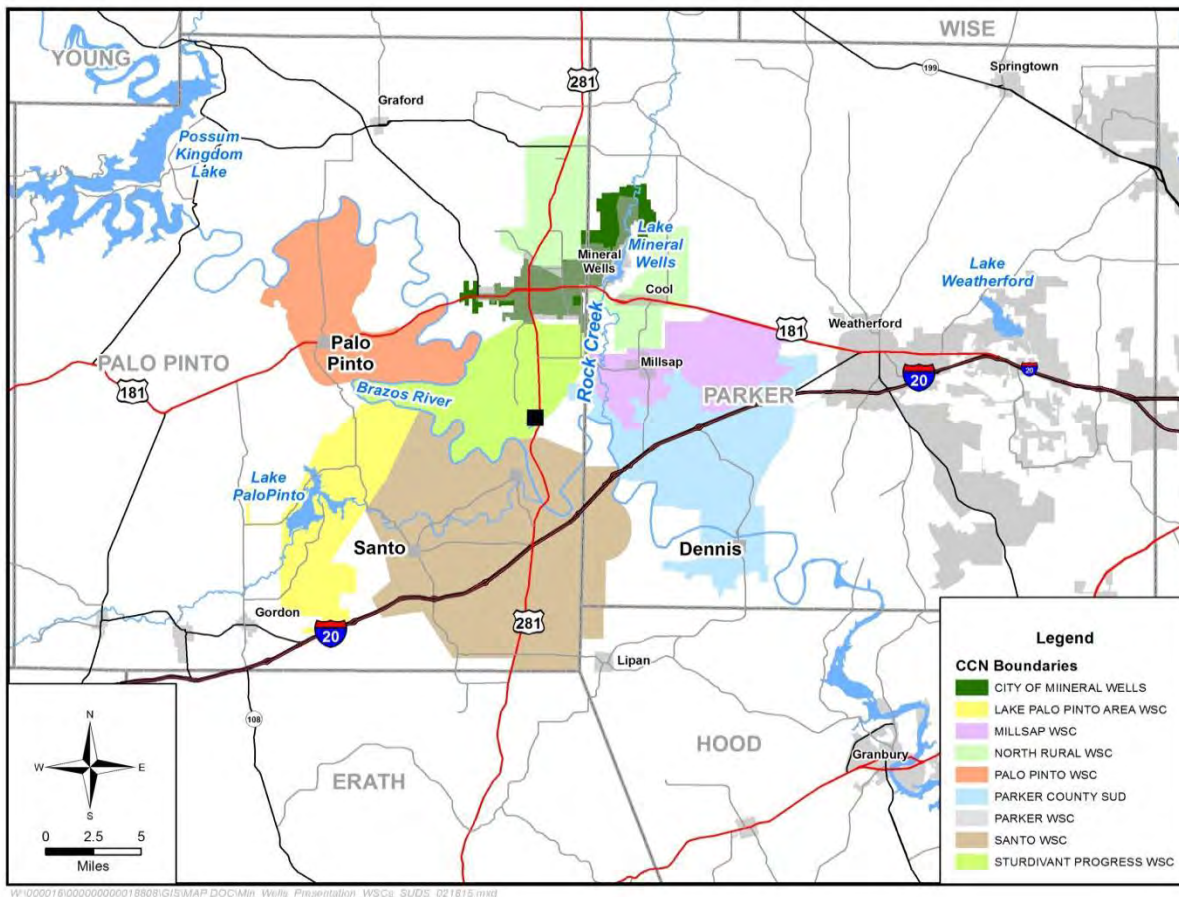 WISE
YOUNG
199
Springtown
281
Graford
Possum
Kingdom
Lake
Lake
Mineral
Wells
Mineral
Wells
Lake
Weatherford
Cool
Rock Creek
181
Weatherford
Palo
Pinto
PALO PINTO
Millsap
20
20
181
PARKER
Brazos River
Lake
PaloPinto
Santo
Dennis
Gordon
281
20
Lipan
108
HOOD
Granbury
ERATH
N
W
E
S
0 2.5 5
Miles
Legend
CCN Boundaries
CITY OF MIINERAL WELLS
LAKE PALO PINTO AREA WSC
MILLSAP WSC
NORTH RURAL WSC
PALO PINTO WSC
PARKER COUNTY SUD
PARKER WSC
SANTO WSC
STURDIVANT PROGRESS WSC